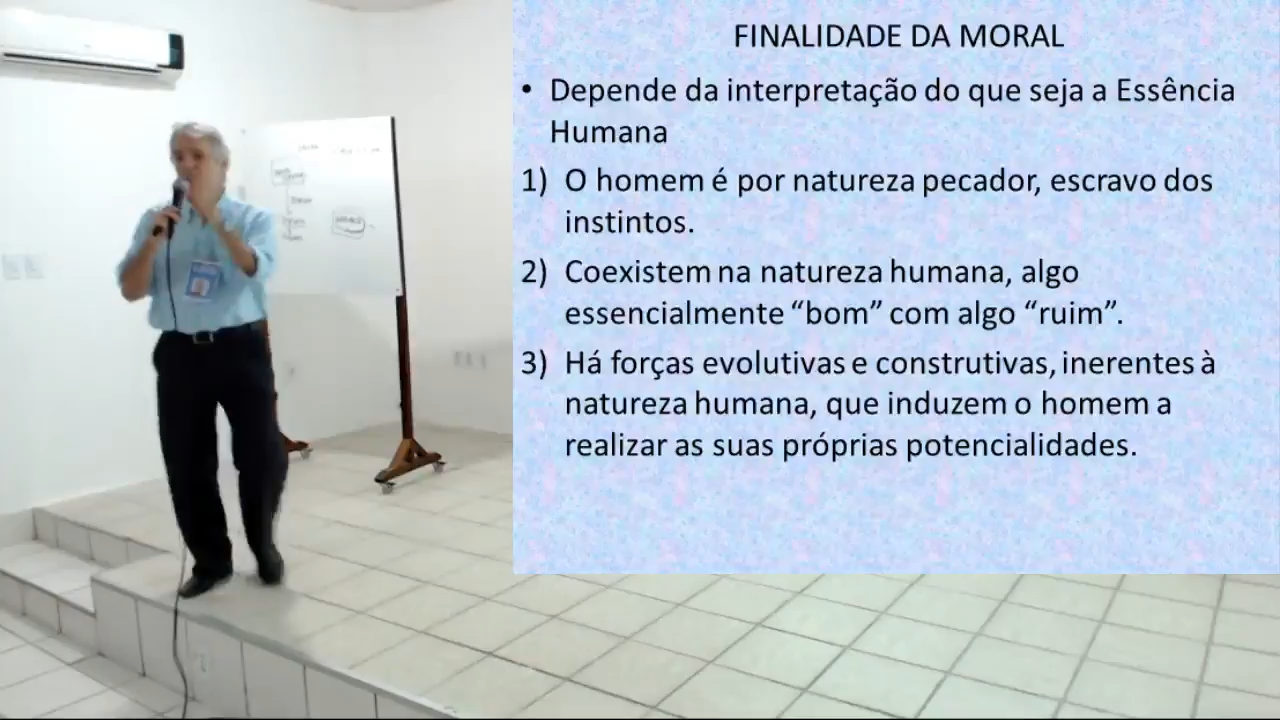 FINALIDADE DA MORAL
• Depende da interpretação do que seja a Essência
Humana
1) O homem é por natureza pecador, escravo dos
instintos.
2) Coexistem na natureza humana, algo
essencialmente “bom” com algo “ruim”.
3) Há forças evolutivas e construtivas, inerentes à
natureza humana, que induzem o homem a
realizar as suas próprias potencialidades.